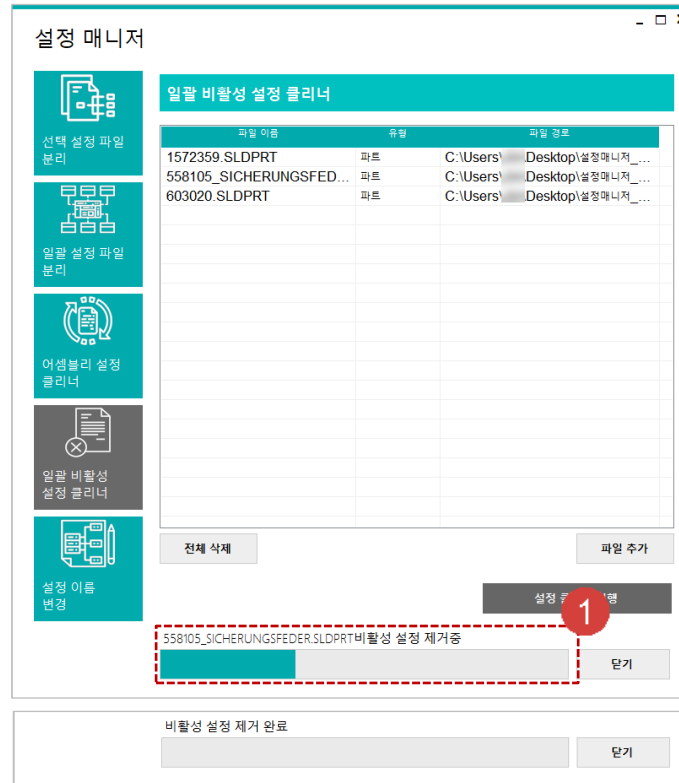 설정 매니저
선택 설정 파일
분리
일괄 설정 파일
분리
어셈블리 설정
클리너
일괄 비활성
설정 클리너
설정 이름
변경
일괄 비활성 설정 클리너
파일 이름 유형 파일 경로
1572359.SLDPRT 파트 C:\Users\ Desktop\설정매니저_...
558105_SICHERUNGSFED... 파트 C:\Users\ Desktop\설정매니저_...
603020.SLDPRT 파트 C:\Users\ Desktop\설정매니저_...
전체 삭제 파일 추가
설정
1
558105_SICHERUNGSFEDER.SLDPRT비활성 설정 제거중
닫기
비활성 설정 제거 완료
닫기